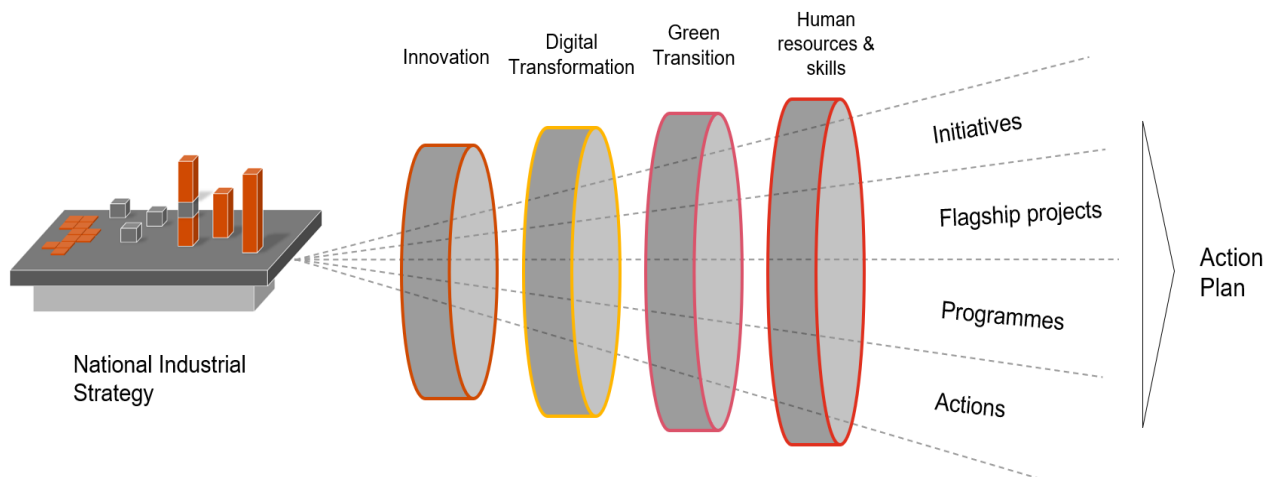 Innovation
Digital
Transformation
Green
Transition
Human
resources &
skills
Initiatives
Flagship projects
Programmes
Actions
Action
Plan
National Industrial
Strategy